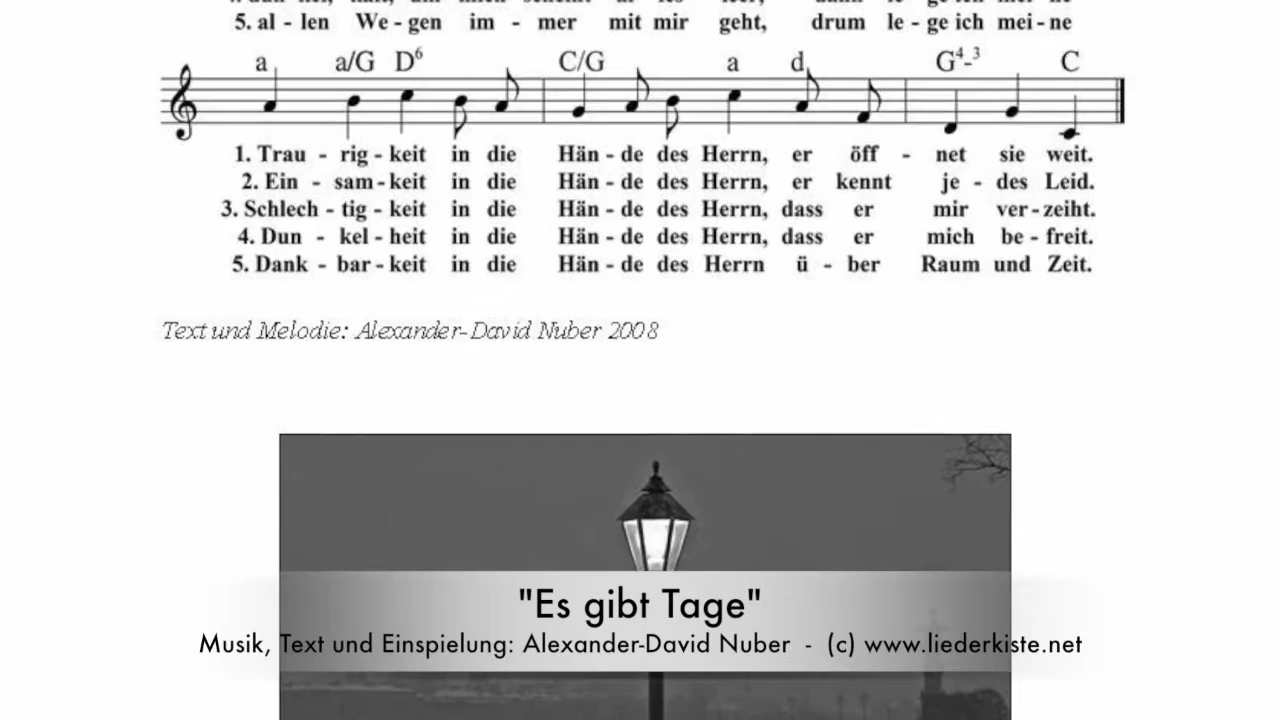 5. al - len We - gen im - mer mit mir geht, drum le - ge ich mei - ne
a a/G D6 C/G a d G4-3 C
1. Trau - rig - keit in die Hän - de des Herrn, er öff - net sie weit.
2. Ein - sam - keit in die Hän - de des Herrn, er kennt je - des Leid.
3. Schlech - tig - keit in die Hän - de des Herrn, dass er mir ver - zeiht.
4. Dun - kel - heit in die Hän - de des Herrn, dass er mich be - freit.
5. Dank - bar - keit in die Hän - de des Herrn ü - ber Raum und Zeit.
Text und Melodie: Alexander-David Nuber 2008
"Es gibt Tage"
Musik, Text und Einspielung: Alexander-David Nuber - (c) www.liederkiste.net